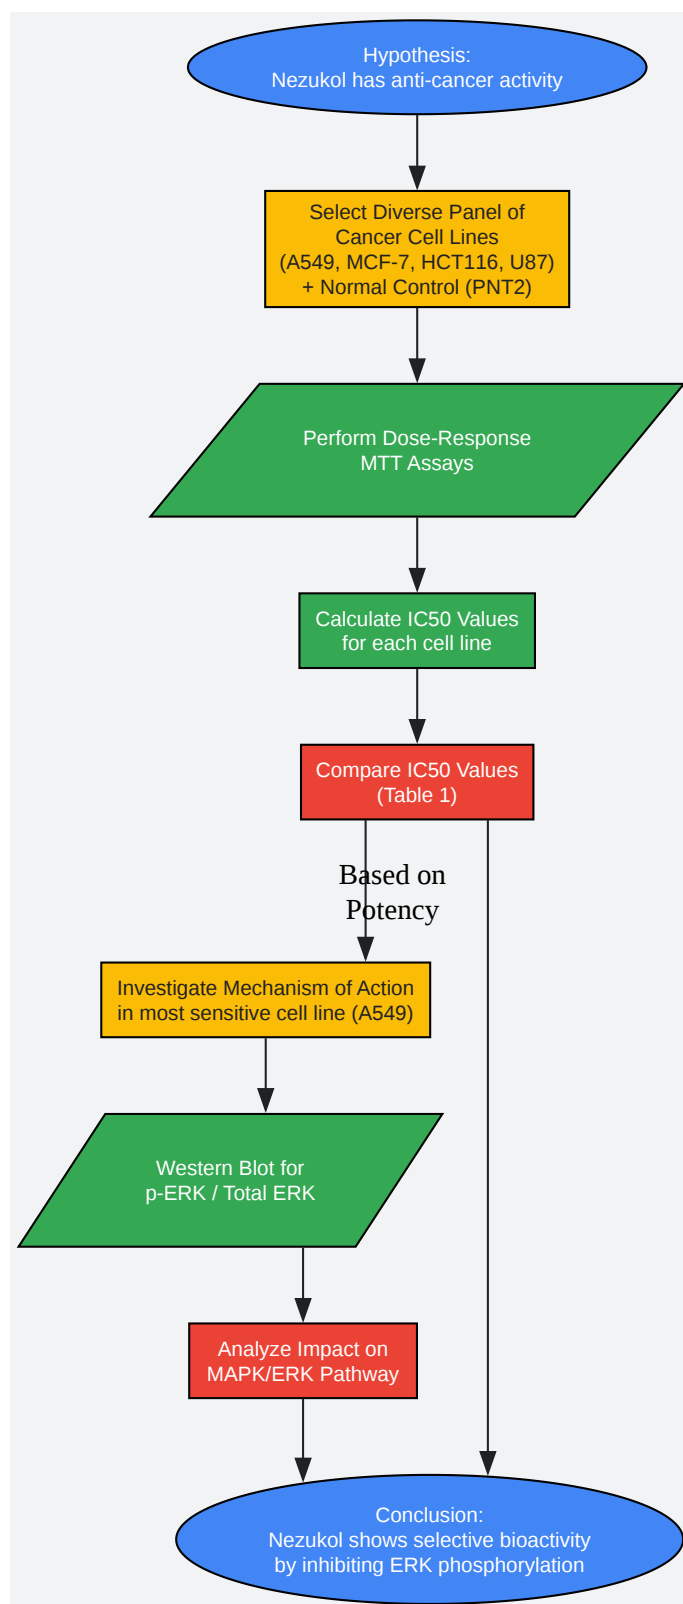 Hypothesis:
Nezukol has anti-cancer activity
Select Diverse Panel of
Cancer Cell Lines
(A549, MCF-7, HCT116, U87)
+ Normal Control (PNT2)
Perform Dose-Response
MTT Assays
Calculate IC50 Values
for each cell line
Compare IC50 Values
(Table 1)
Based on
Potency
Investigate Mechanism of Action
in most sensitive cell line (A549)
Western Blot for
p-ERK / Total ERK
Analyze Impact on
MAPK/ERK Pathway
Conclusion:
Nezukol shows selective bioactivity
by inhibiting ERK phosphorylation